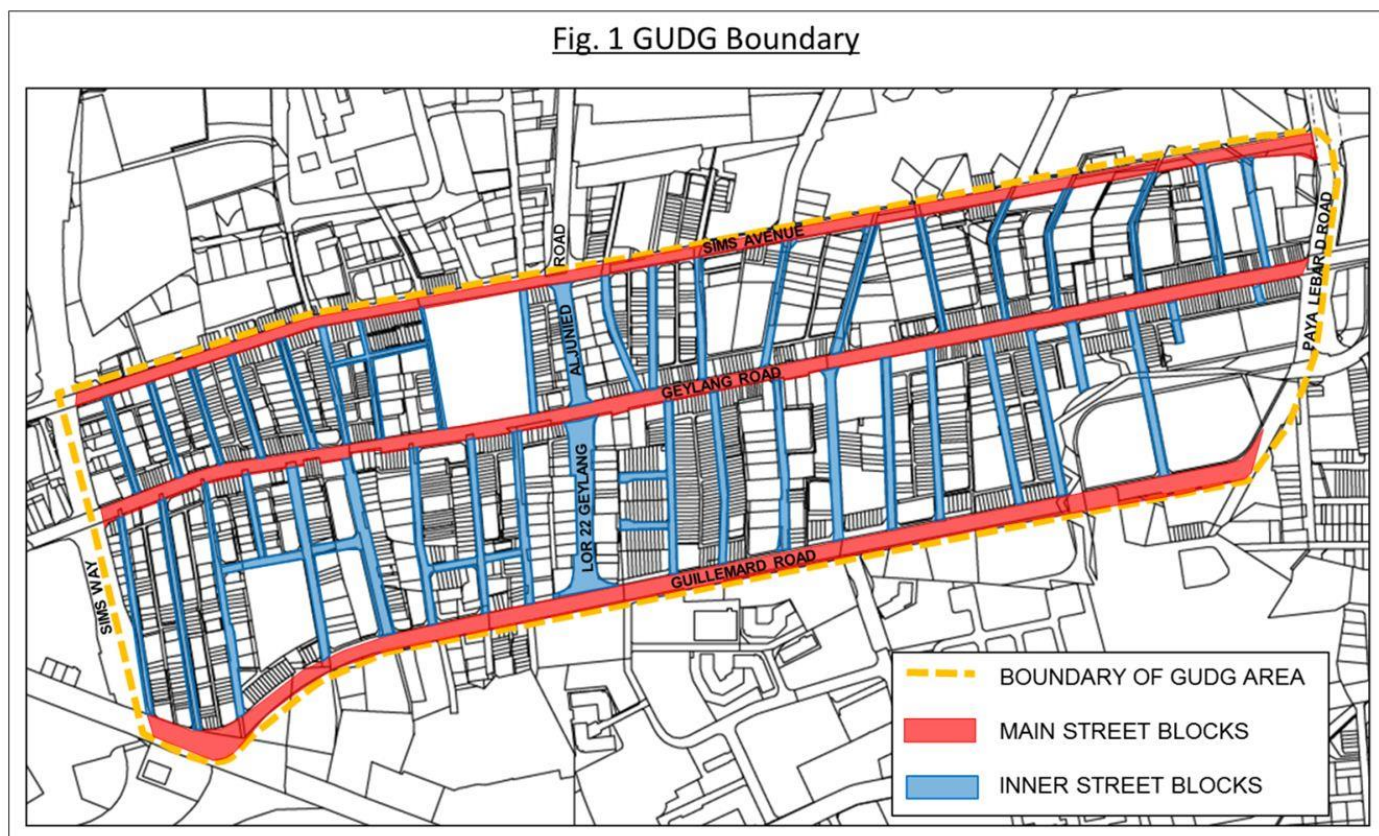 Fig. 1 GUDG Boundary
SIMS AVENUE
ROAD
ALJUNIED
GEYLANG ROAD
PAYA LEBARD ROAD
LOR 22 GEYLANG
SIMS WAY
GUILLEMARD ROAD
BOUNDARY OF GUDG AREA
MAIN STREET BLOCKS
INNER STREET BLOCKS